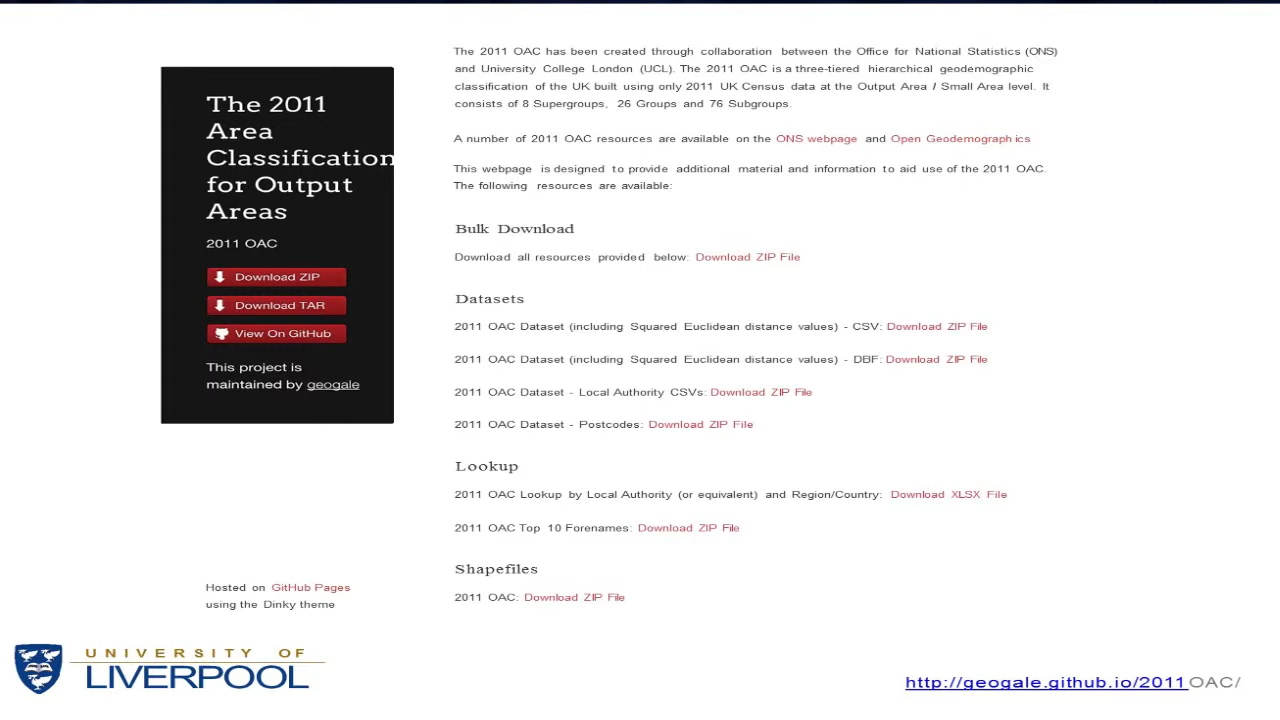 The 2011
Area
Classification
for Output
Areas
2011 OAC
Download ZIP
Download TAR
View On GitHub
This project is
maintained by geogale
Hosted on GitHub Pages
using the Dinky theme
The 2011 OAC has been created through collaboration between the Office for National Statistics (ONS)
and University College London (UCL). The 2011 OAC is a three-tiered hierarchical geodemographic
classification of the UK built using only 2011 UK Census data at the Output Area / Small Area level. It
consists of 8 Supergroups, 26 Groups and 76 Subgroups.
A number of 2011 OAC resources are available on the ONS webpage and Open Geodemographics
This webpage is designed to provide additional material and information to aid use of the 2011 OAC.
The following resources are available:
Bulk Download
Download all resources provided below: Download ZIP File
Datasets
2011 OAC Dataset (including Squared Euclidean distance values) - CSV: Download ZIP File
2011 OAC Dataset (including Squared Euclidean distance values) - DBF: Download ZIP File
2011 OAC Dataset - Local Authority CSVs: Download ZIP File
2011 OAC Dataset - Postcodes: Download ZIP File
Lookup
2011 OAC Lookup by Local Authority (or equivalent) and Region/Country: Download XLSX File
2011 OAC Top 10 Forenames: Download ZIP File
Shapefiles
2011 OAC: Download ZIP File
UNIVERSITY OF
LIVERPOOL
http://geogale.github.io/2011OAC/